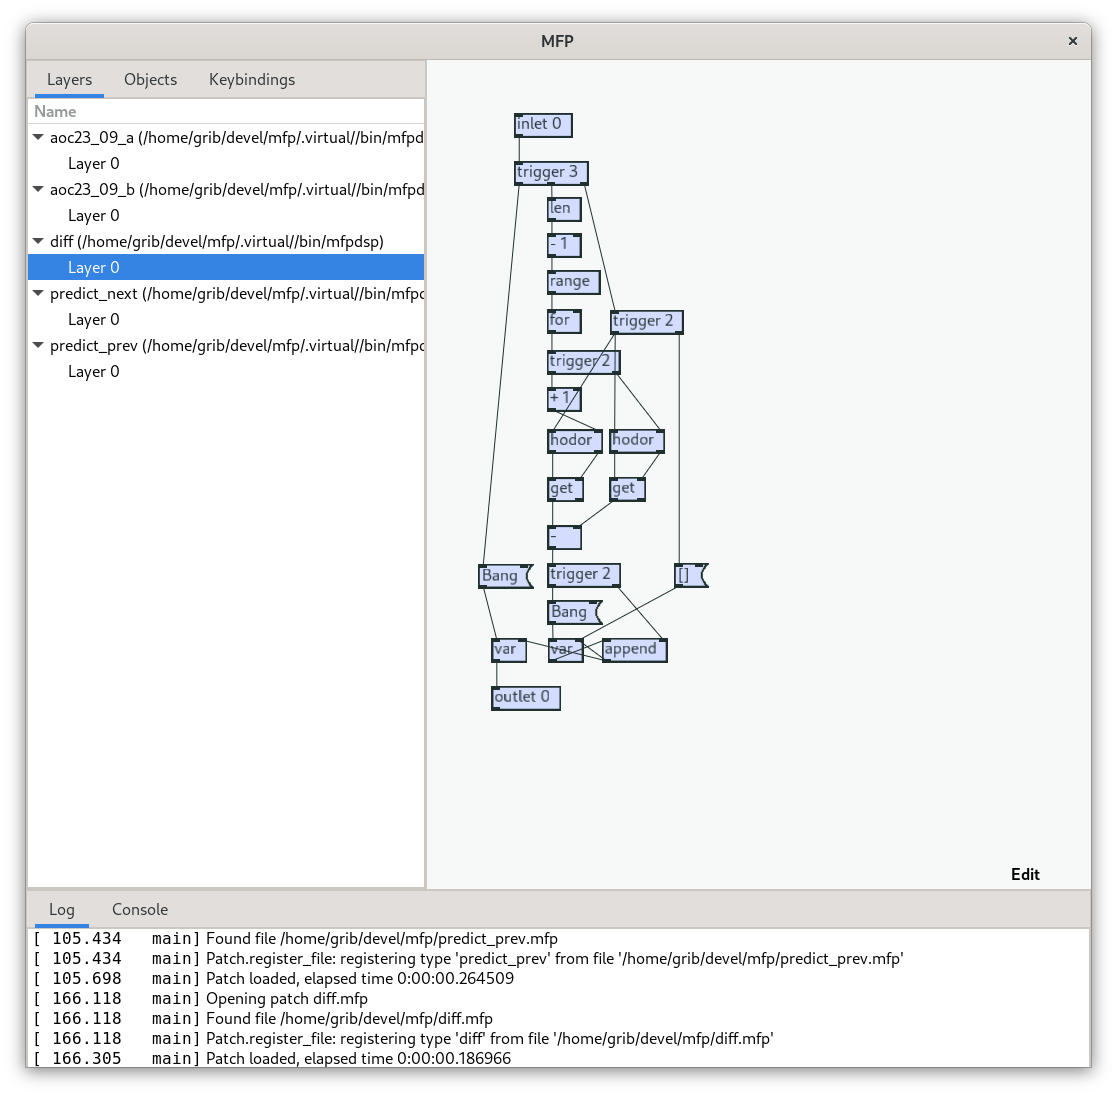 MFP
×
Layers Objects Keybindings
Name
aoc23_09_a (/home/grib/devel/mfp/.virtual//bin/mfpd
Layer 0
aoc23_09_b (/home/grib/devel/mfp/.virtual//bin/mfpd
Layer 0
diff (/home/grib/devel/mfp/.virtual//bin/mfpdsp)
Layer 0
predict_next (/home/grib/devel/mfp/.virtual//bin/mfpd
Layer 0
predict_prev (/home/grib/devel/mfp/.virtual//bin/mfpd
Layer 0
inlet 0
trigger 3
len
- 1
range
for
trigger 2
trigger 2
+ 1
hodor
hodor
get
get
-
Bang
trigger 2
[]
Bang
var
var
append
outlet 0
Edit
Log Console
[ 105.434 main] Found file /home/grib/devel/mfp/predict_prev.mfp
[ 105.434 main] Patch.register_file: registering type 'predict_prev' from file '/home/grib/devel/mfp/predict_prev.mfp'
[ 105.698 main] Patch loaded, elapsed time 0:00:00.264509
[ 166.118 main] Opening patch diff.mfp
[ 166.118 main] Found file /home/grib/devel/mfp/diff.mfp
[ 166.118 main] Patch.register_file: registering type 'diff' from file '/home/grib/devel/mfp/diff.mfp'
[ 166.305 main] Patch loaded, elapsed time 0:00:00.186966